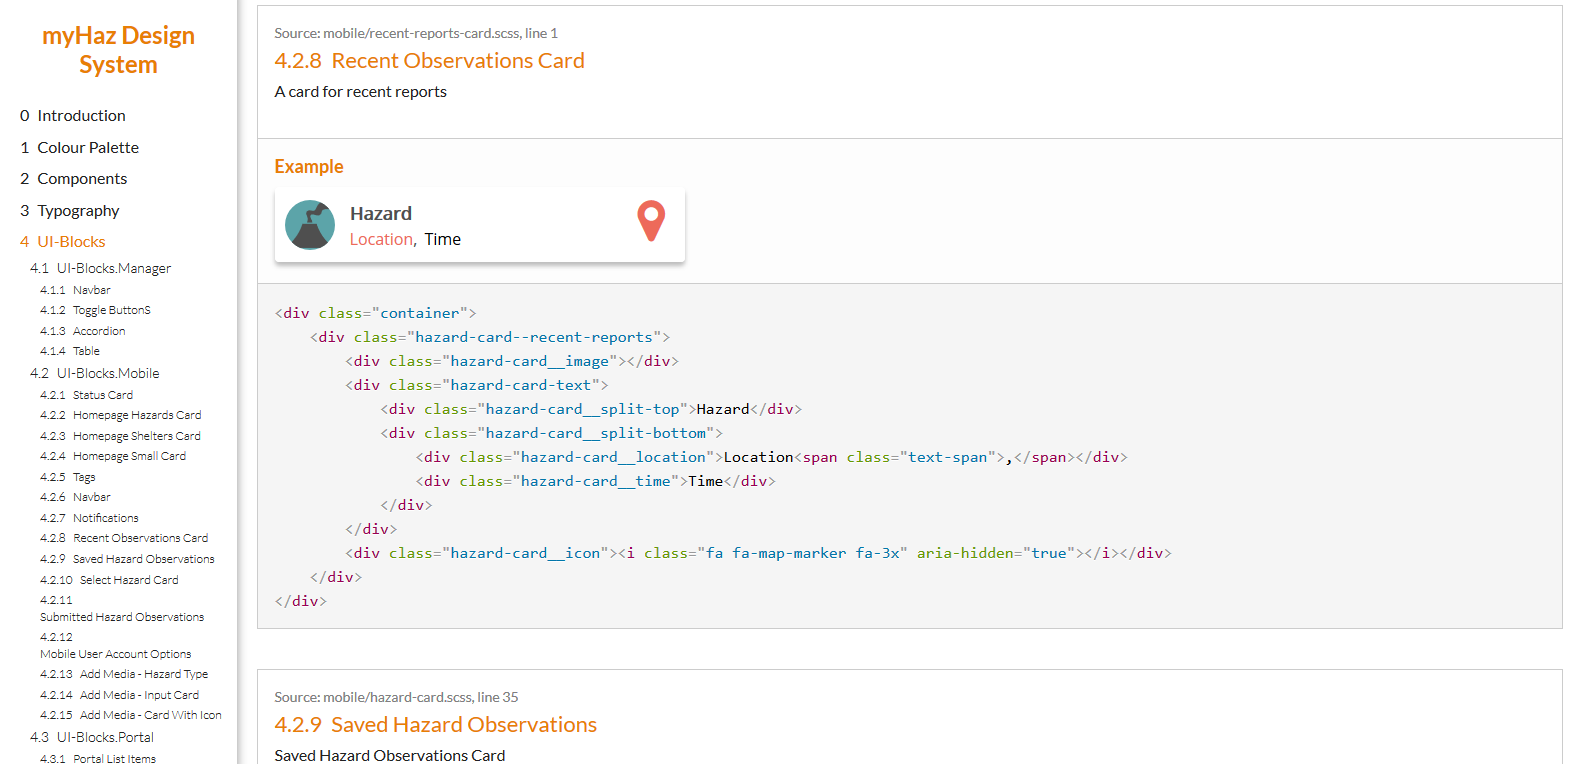 myHaz Design
System
0 Introduction
1 Colour Palette
2 Components
3 Typography
4 UI-Blocks
4.1 UI-Blocks.Manager
4.1.1 Navbar
4.1.2 Toggle ButtonS
4.1.3 Accordion
4.1.4 Table
4.2 UI-Blocks.Mobile
4.2.1 Status Card
4.2.2 Homepage Hazards Card
4.2.3 Homepage Shelters Card
4.2.4 Homepage Small Card
4.2.5 Tags
4.2.6 Navbar
4.2.7 Notifications
4.2.8 Recent Observations Card
4.2.9 Saved Hazard Observations
4.2.10 Select Hazard Card
4.2.11
Submitted Hazard Observations
4.2.12
Mobile User Account Options
4.2.13 Add Media - Hazard Type
4.2.14 Add Media - Input Card
4.2.15 Add Media - Card With Icon
4.3 UI-Blocks.Portal
4.3.1 Portal List Items
Source: mobile/recent-reports-card.scss, line 1
4.2.8 Recent Observations Card
A card for recent reports
Example
Hazard
Location, Time
<div class="container">
    <div class="hazard-card--recent-reports">
        <div class="hazard-card__image"></div>
        <div class="hazard-card-text">
            <div class="hazard-card__split-top">Hazard</div>
            <div class="hazard-card__split-bottom">
                <div class="hazard-card__location">Location<span class="text-span">,</span></div>
                <div class="hazard-card__time">Time</div>
            </div>
        </div>
        <div class="hazard-card__icon"><i class="fa fa-map-marker fa-3x" aria-hidden="true"></i></div>
    </div>
</div>
Source: mobile/hazard-card.scss, line 35
4.2.9 Saved Hazard Observations
Saved Hazard Observations Card